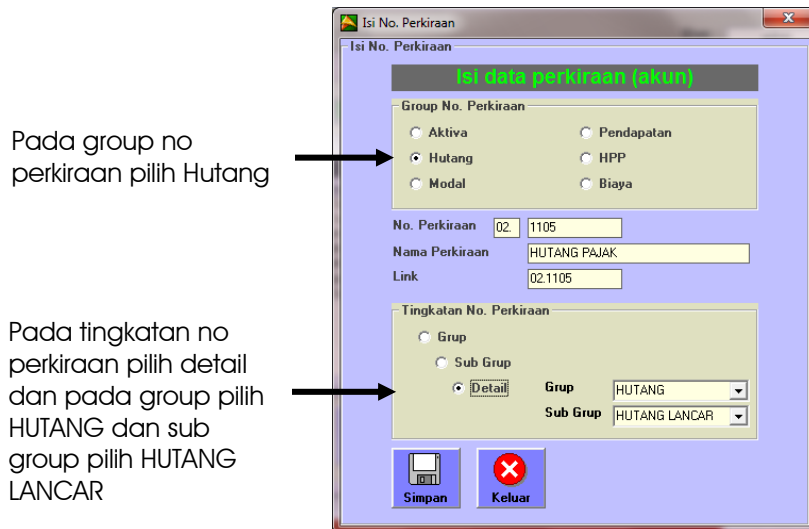 Isi No. Perkiraan
Isi No. Perkiraan
Isi data perkiraan (akun)
Group No. Perkiraan
Aktiva
Pendapatan
Hutang
HPP
Modal
Biaya
Pada group no
perkiraan pilih Hutang
No. Perkiraan 02. 1105
Nama Perkiraan HUTANG PAJAK
Link 02.1105
Tingkatan No. Perkiraan
Grup
Sub Grup
Detail Grup HUTANG
Sub Grup HUTANG LANCAR
Pada tingkatan no
perkiraan pilih detail
dan pada group pilih
HUTANG dan sub
group pilih HUTANG
LANCAR
Simpan Keluar